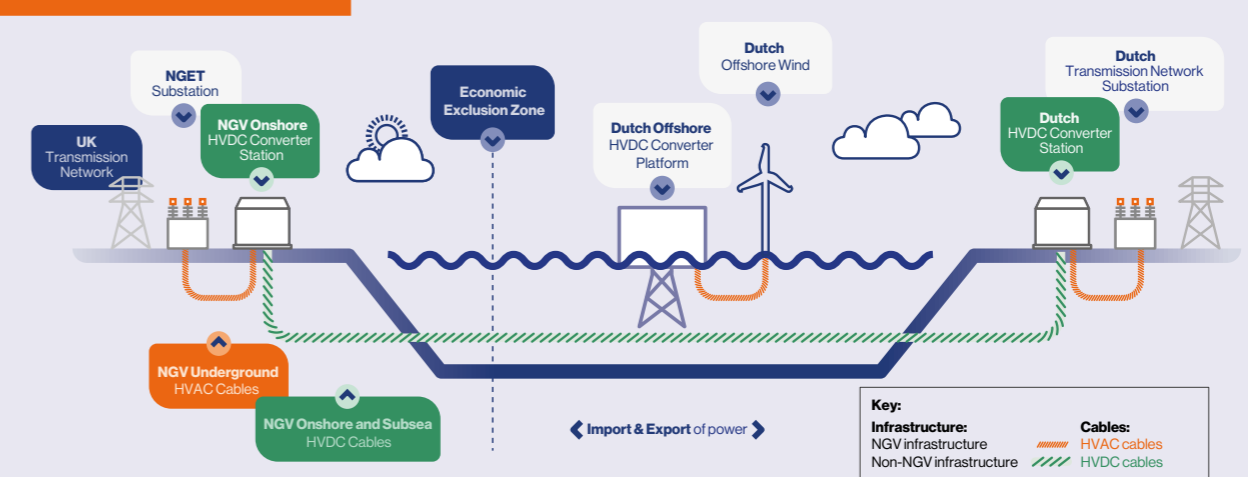 NGET
Substation
UK
Transmission
Network
NGV Onshore
HVDC Converter
Station
Economic
Exclusion Zone
Dutch Offshore
HVDC Converter
Platform
Dutch
Offshore Wind
Dutch
HVDC Converter
Station
Dutch
Transmission Network
Substation
NGV Underground
HVAC Cables
NGV Onshore and Subsea
HVDC Cables
Import & Export of power
Key:
Infrastructure:
NGV infrastructure
Non-NGV infrastructure
Cables:
HVAC cables
HVDC cables